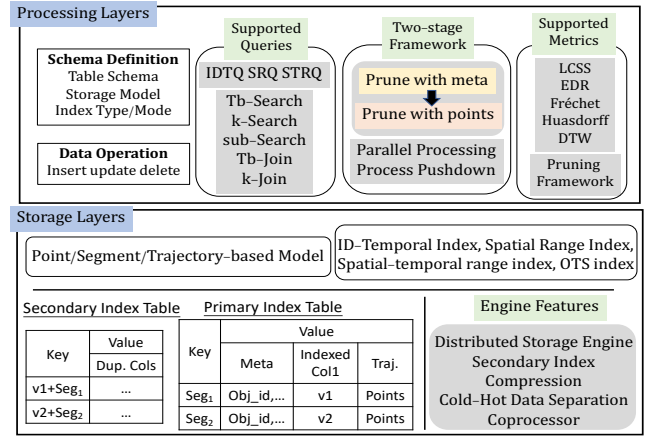 Processing Layers
Schema Definition
Table Schema
Storage Model
Index Type/Mode
Data Operation
Insert update delete
Supported
Queries
IDTQ SRQ STRQ
Tb–Search
k–Search
sub–Search
Tb–Join
k–Join
Two–stage
Framework
Prune with meta
Prune with points
Parallel Processing
Process Pushdown
Supported
Metrics
LCSS
EDR
Fréchet
Huasdorff
DTW
Pruning
Framework
Storage Layers
Point/Segment/Trajectory–based Model
ID–Temporal Index, Spatial Range Index,
Spatial–temporal range index, OTS index
Secondary Index Table
Key
Value
Dup. Cols
v1+Seg₁
...
v2+Seg₂
...
Primary Index Table
Key
Value
Meta
Indexed
Col1
Traj.
Seg₁
Obj_id,...
v1
Points
Seg₂
Obj_id,...
v2
Points
Engine Features
Distributed Storage Engine
Secondary Index
Compression
Cold–Hot Data Separation
Coprocessor